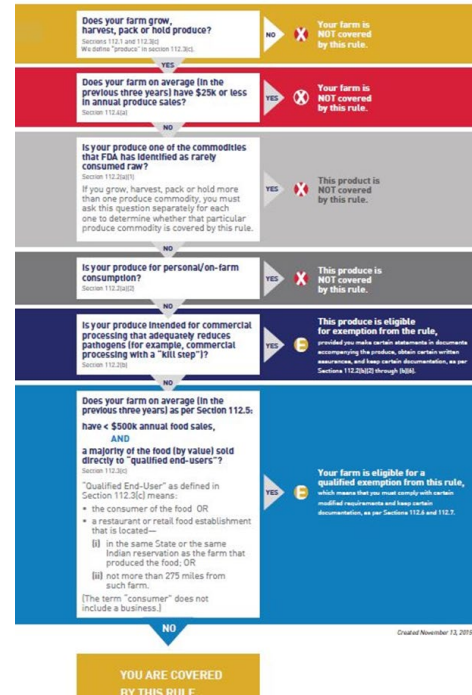 Does your farm grow,
harvest, pack or hold produce?
Sections 112.1 and 112.3(c)
We define "produce" in section 112.3(c).
NO
X
Your farm is
NOT covered
by this rule.
YES
Does your farm on average (in the
previous three years) have $25k or less
in annual produce sales?
Section 112.4(a)
YES
X
Your farm is
NOT covered
by this rule.
NO
Is your produce one of the commodities
that FDA has identified as rarely
consumed raw?
Section 112.2(a)(1)
If you grow, harvest, pack or hold more
than one produce commodity, you must
ask this question separately for each
one to determine whether that particular
produce commodity is covered by this rule.
YES
X
This product is
NOT covered
by this rule.
NO
Is your produce for personal/on-farm
consumption?
Section 112.2(a)(2)
YES
X
This produce is
NOT covered
by this rule.
NO
Is your produce intended for commercial
processing that adequately reduces
pathogens (for example, commercial
processing with a "kill step")?
Section 112.2(b)
YES
E
This produce is eligible
for exemption from the rule,
provided you make certain statements in documents
accompanying the produce, obtain certain written
assurances, and keep certain documentation, as per
Sections 112.2(b)(2) through (b)(6).
NO
Does your farm on average (in the
previous three years) as per Section 112.5:
have < $500k annual food sales,
AND
a majority of the food (by value) sold
directly to "qualified end-users"?
Section 112.3(c)
"Qualified End-User" as defined in
Section 112.3(c) means:
• the consumer of the food OR
• a restaurant or retail food establishment
that is located—
(i) in the same State or the same
Indian reservation as the farm that
produced the food; OR
(ii) not more than 275 miles from
such farm.
(The term "consumer" does not
include a business.)
YES
E
Your farm is eligible for a
qualified exemption from this rule,
which means that you must comply with certain
modified requirements and keep certain
documentation, as per Sections 112.6 and 112.7.
NO
Created November 13, 2015
YOU ARE COVERED
BY THIS RULE